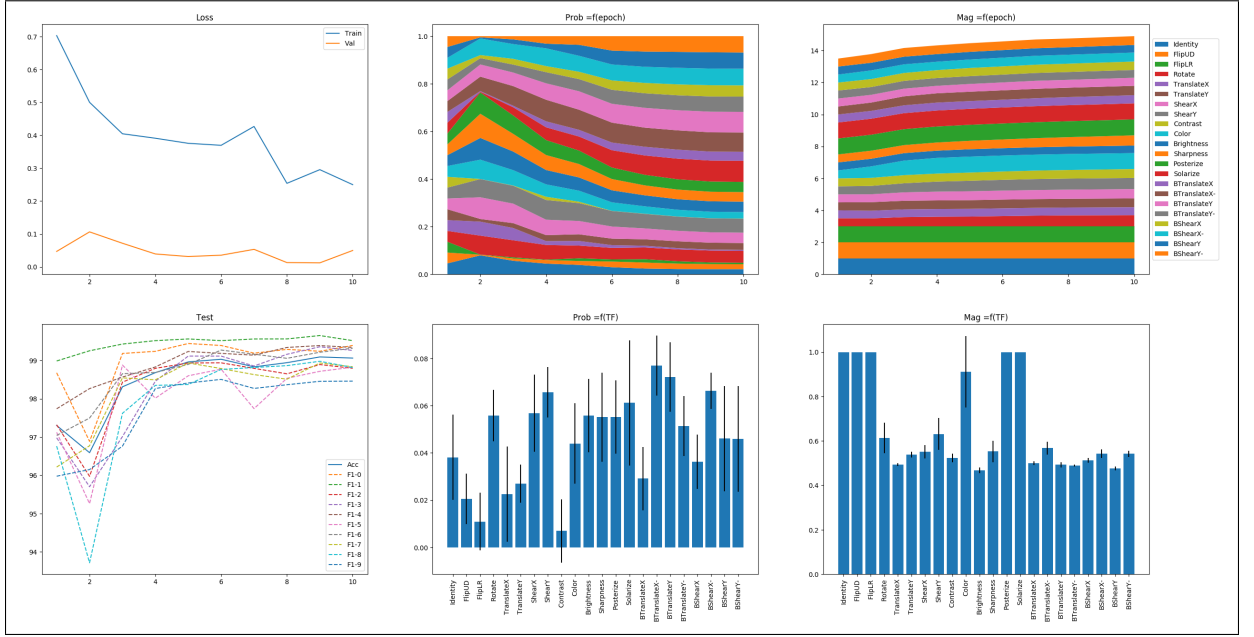 Loss
0.7
0.6
0.5
0.4
0.3
0.2
0.1
0.0
2
4
6
8
10
Train
Val
Prob =f(epoch)
1.0
0.8
0.6
0.4
0.2
0.0
2
4
6
8
10
Mag =f(epoch)
14
12
10
8
6
4
2
0
2
4
6
8
10
Identity
FlipUD
FlipLR
Rotate
TranslateX
TranslateY
ShearX
ShearY
Contrast
Color
Brightness
Sharpness
Posterize
Solarize
BTranslateX
BTranslateX-
BTranslateY
BTranslateY-
BShearX
BShearX-
BShearY
BShearY-
Test
99
98
97
96
95
94
2
4
6
8
10
Acc
F1-0
F1-1
F1-2
F1-3
F1-4
F1-5
F1-6
F1-7
F1-8
F1-9
Prob =f(TF)
0.08
0.06
0.04
0.02
0.00
Identity
FlipUD
FlipLR
Rotate
TranslateX
TranslateY
ShearX
ShearY
Contrast
Color
Brightness
Sharpness
Posterize
Solarize
BTranslateX
BTranslateX-
BTranslateY
BTranslateY-
BShearX
BShearX-
BShearY
BShearY-
Mag =f(TF)
1.0
0.8
0.6
0.4
0.2
0.0
Identity
FlipUD
FlipLR
Rotate
TranslateX
TranslateY
ShearX
ShearY
Contrast
Color
Brightness
Sharpness
Posterize
Solarize
BTranslateX
BTranslateX-
BTranslateY
BTranslateY-
BShearX
BShearX-
BShearY
BShearY-